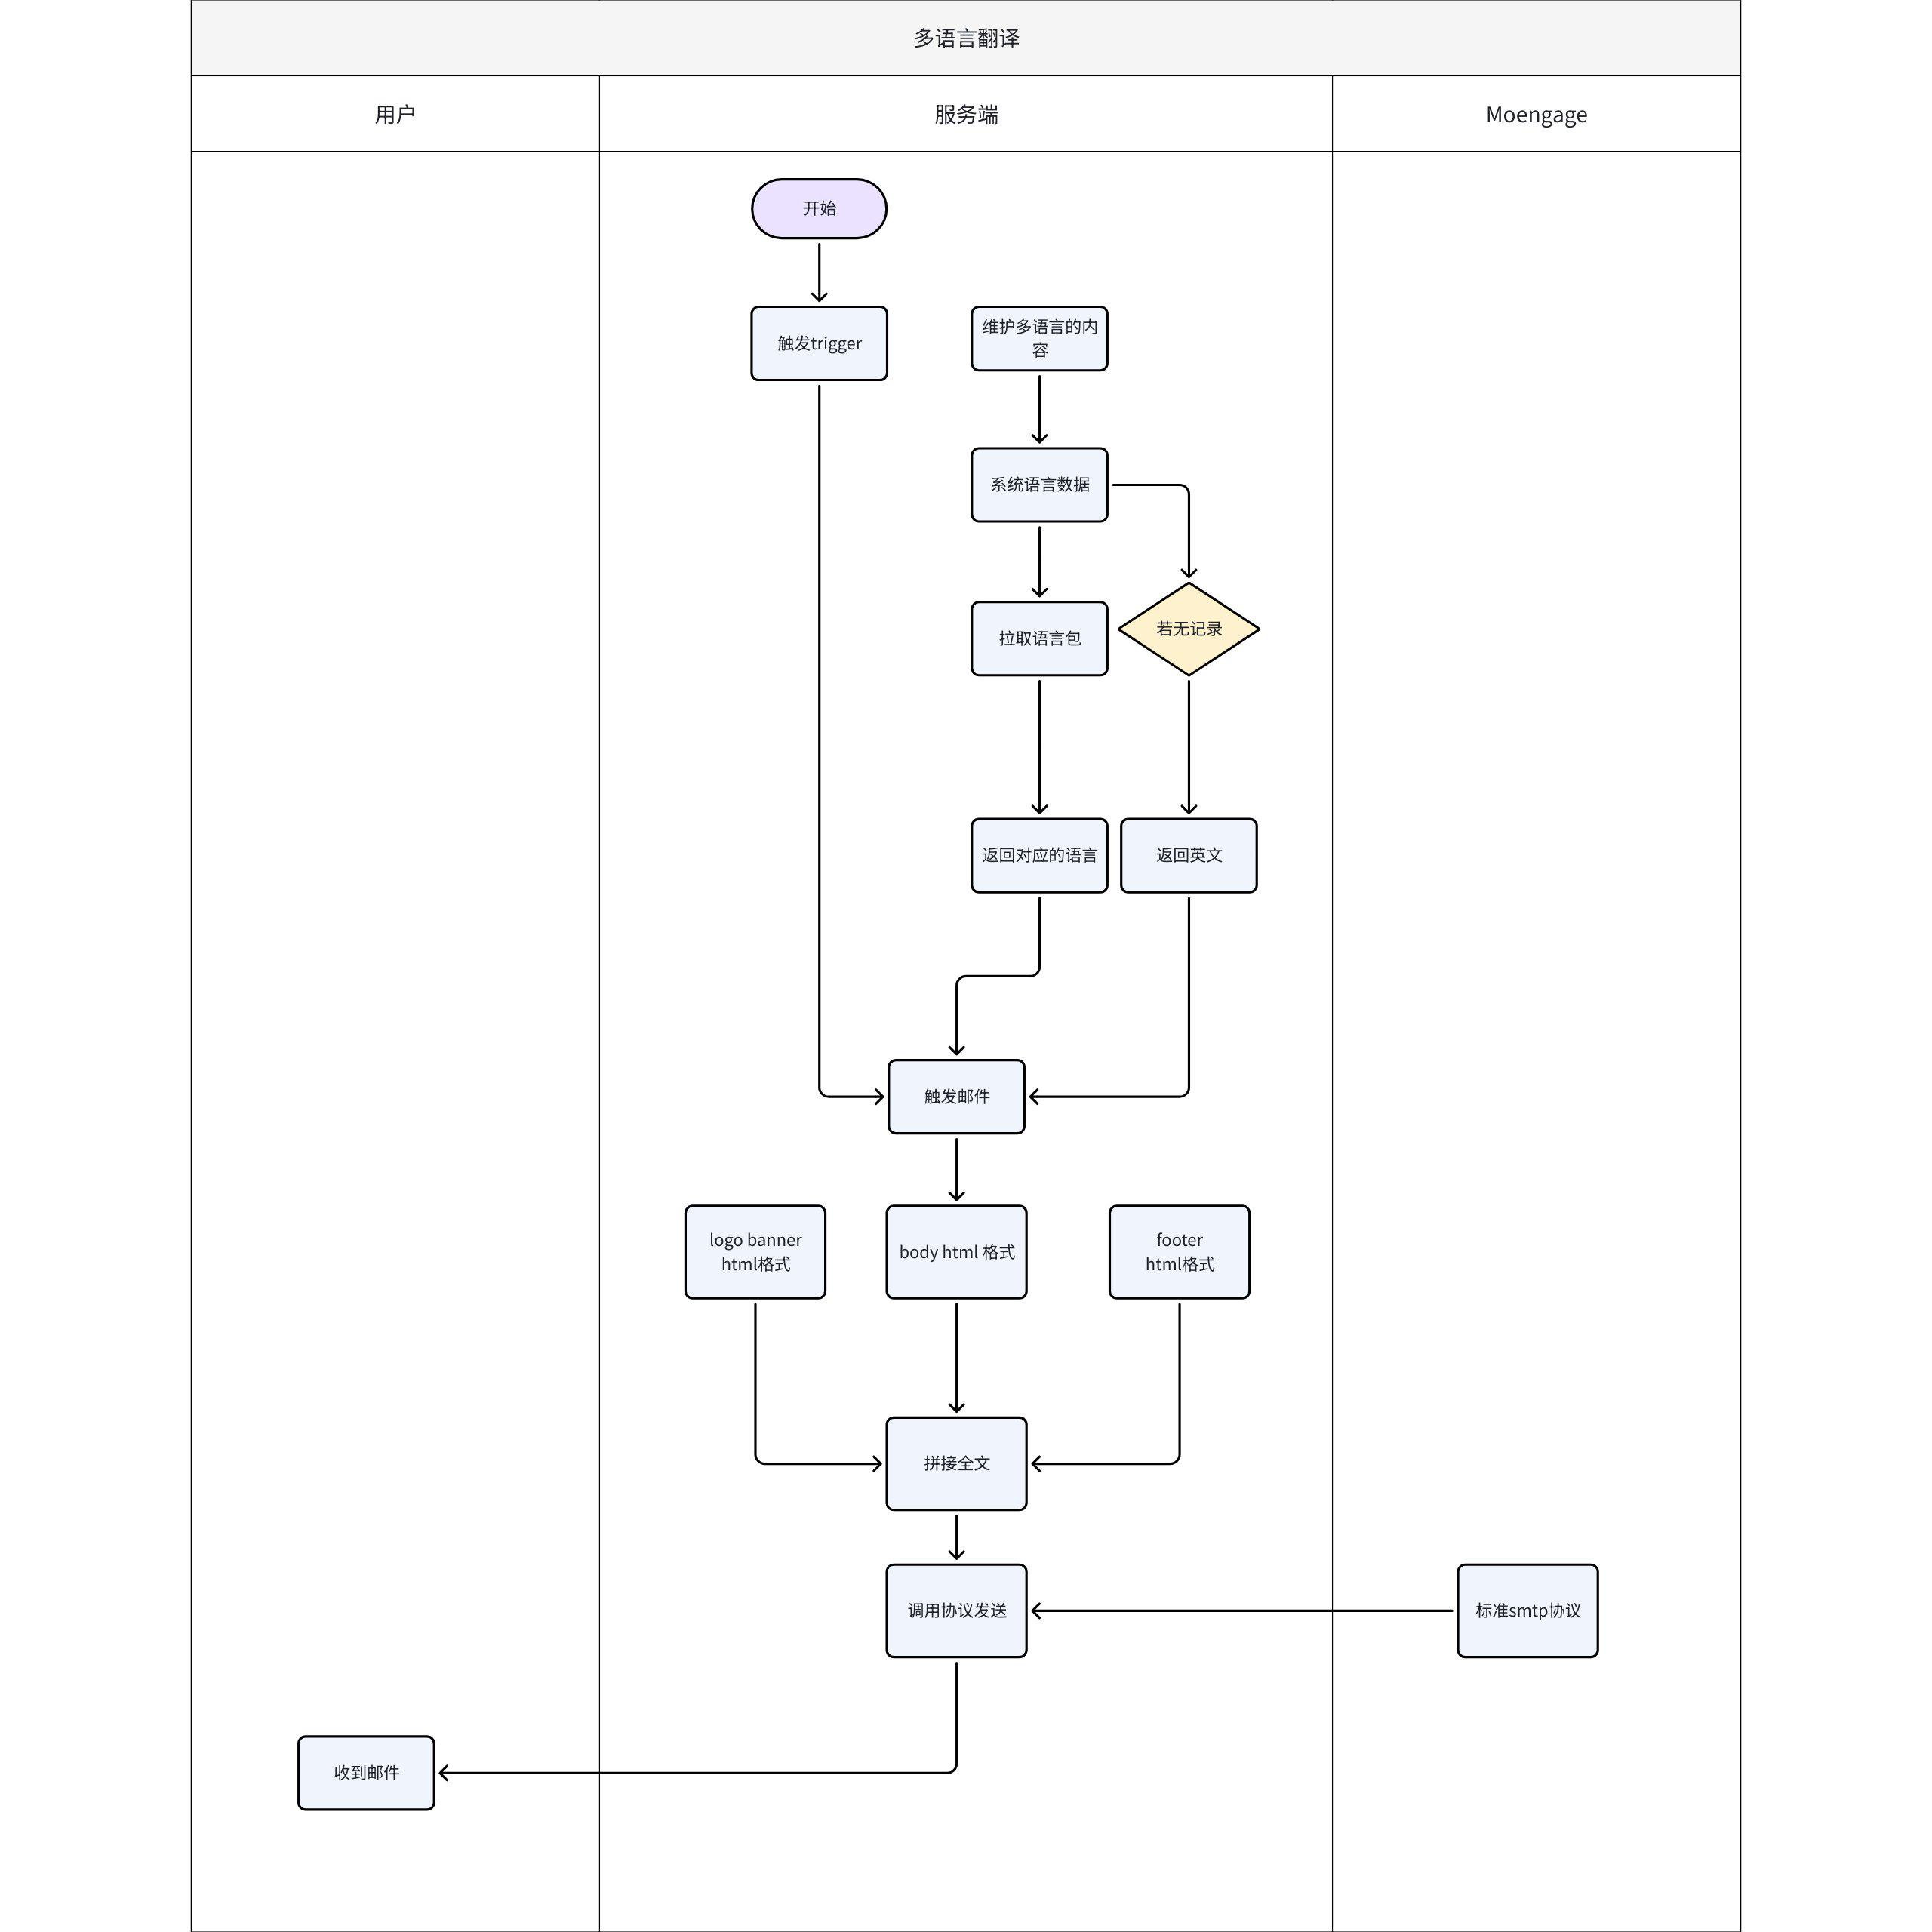 多语言翻译
用户
服务端
Moengage
开始
触发trigger
维护多语言的内
容
系统语言数据
拉取语言包
若无记录
返回对应的语言
返回英文
触发邮件
logo banner
html格式
body html 格式
footer
html格式
拼接全文
调用协议发送
标准smtp协议
收到邮件